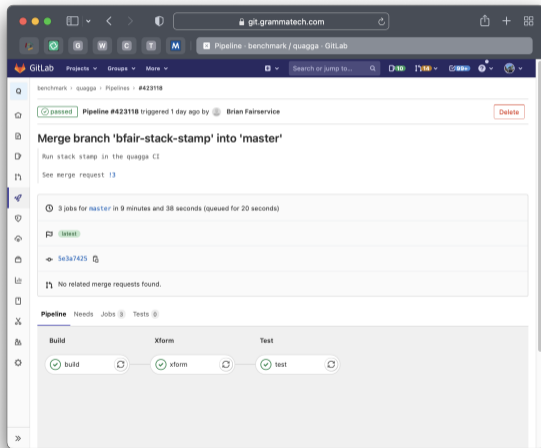 git.grammatech.com
G
W
C
T
M
Pipeline · benchmark / quagga · GitLab
GitLab
Projects
Groups
More
Search or jump to...
10
14
99+
Q
benchmark › quagga › Pipelines › #423118
passed Pipeline #423118 triggered 1 day ago by Brian Fairservice
Delete
Merge branch 'bfair-stack-stamp' into 'master'
Run stack stamp in the quagga CI
See merge request !3
3 jobs for master in 9 minutes and 38 seconds (queued for 20 seconds)
latest
5e3a7425
No related merge requests found.
Pipeline Needs Jobs 3 Tests 0
Build Xform Test
build xform test